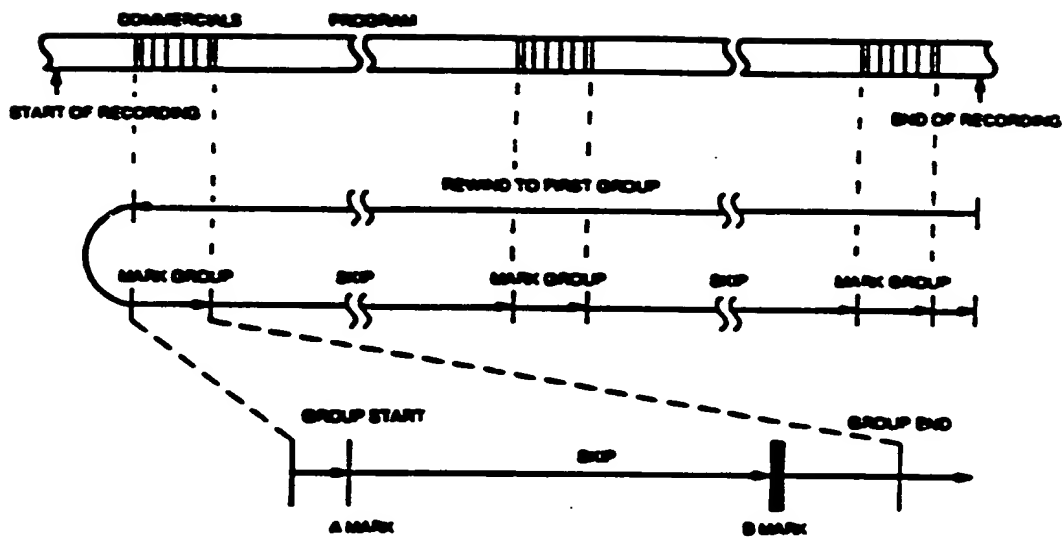 COMMERCIALS
PROGRAM
START OF RECORDING
END OF RECORDING
REWIND TO FIRST GROUP
MARK GROUP
SKIP
MARK GROUP
SKIP
MARK GROUP
GROUP START
GROUP END
SKIP
A MARK
B MARK